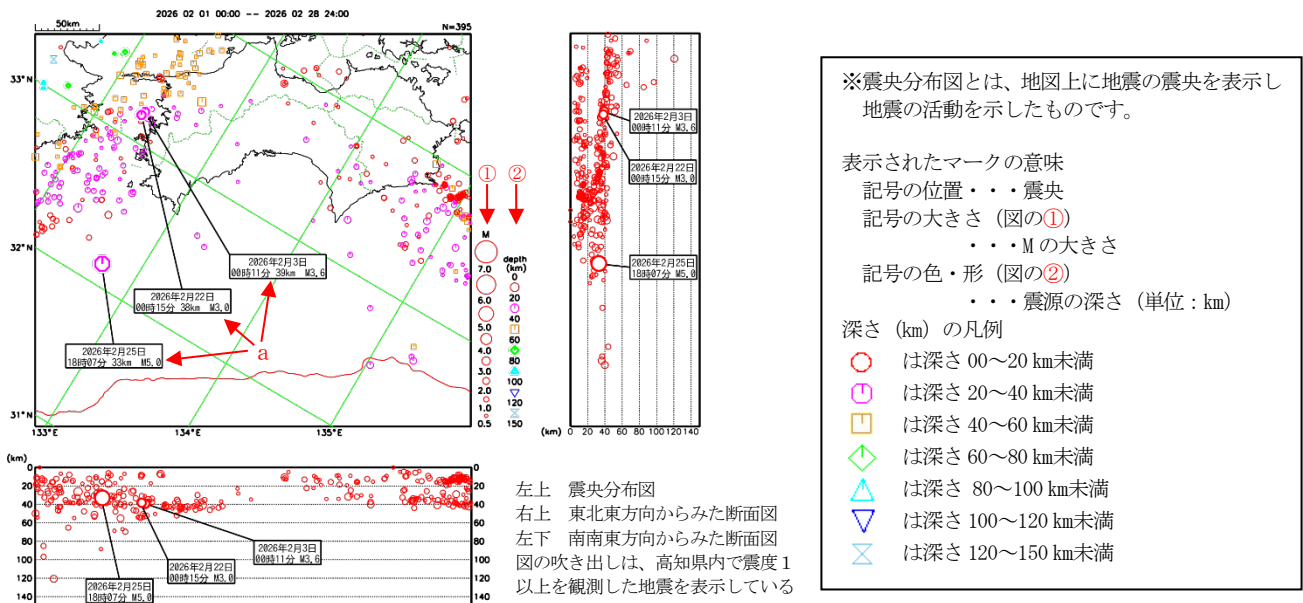 2026 02 01 00:00 -- 2026 02 28 24:00
50km
N=395
33°N
32°N
31°N
133°E
134°E
135°E
2026年2月3日
00時11分 39km M3.6
2026年2月22日
00時15分 38km M3.0
2026年2月25日
18時07分 33km M5.0
a
①
②
M
7.0
6.0
5.0
4.0
3.0
2.0
1.0
0.5
depth
(km)
0
20
40
60
80
100
120
150
2026年2月3日
00時11分 M3.6
2026年2月22日
00時15分 M3.0
2026年2月25日
18時07分 M5.0
(km) 0 20 40 60 80 100 120 140
(km)
0
20
40
60
80
100
120
140
0
20
40
60
80
100
120
140
2026年2月3日
00時11分 M3.6
2026年2月22日
00時15分 M3.0
2026年2月25日
18時07分 M5.0
左上 震央分布図
右上 東北東方向からみた断面図
左下 南南東方向からみた断面図
図の吹き出しは、高知県内で震度1
以上を観測した地震を表示している
※震央分布図とは、地図上に地震の震央を表示し
地震の活動を示したものです。
表示されたマークの意味
記号の位置・・・震央
記号の大きさ（図の①）
・・・Mの大きさ
記号の色・形（図の②）
・・・震源の深さ（単位：km）
深さ（km）の凡例
は深さ00～20km未満
は深さ20～40km未満
は深さ40～60km未満
は深さ60～80km未満
は深さ 80～100km未満
は深さ100～120km未満
は深さ120～150km未満